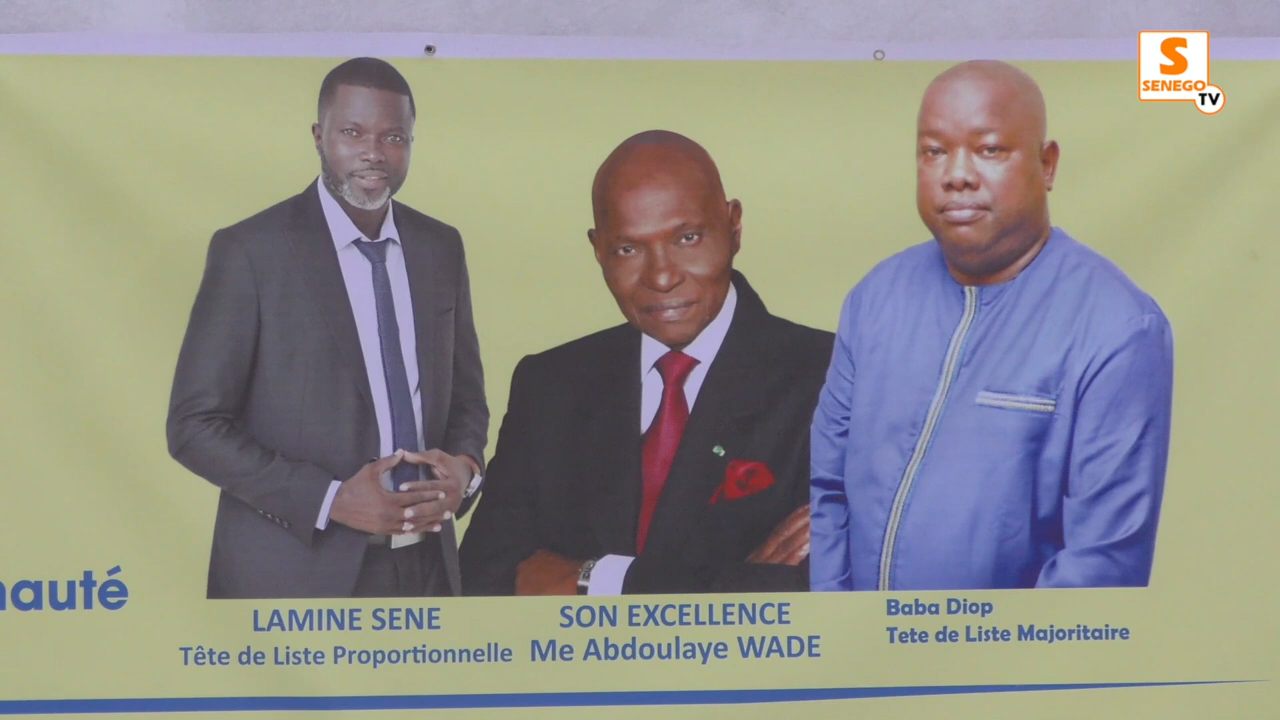 S
SENEGO
TV
nauté
LAMINE SENE
Tête de Liste Proportionnelle
SON EXCELLENCE
Me Abdoulaye WADE
Baba Diop
Tete de Liste Majoritaire